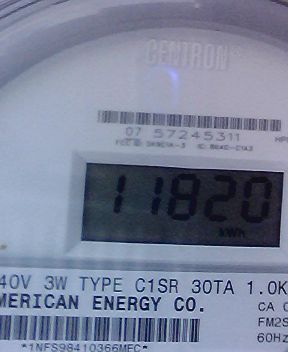 CENTRON
07 57245311
11820
kWh
40V 3W TYPE C1SR 30TA 1.0K
MERICAN ENERGY CO.
CA
FM2S
60Hz
*1NFS98410366MEC*